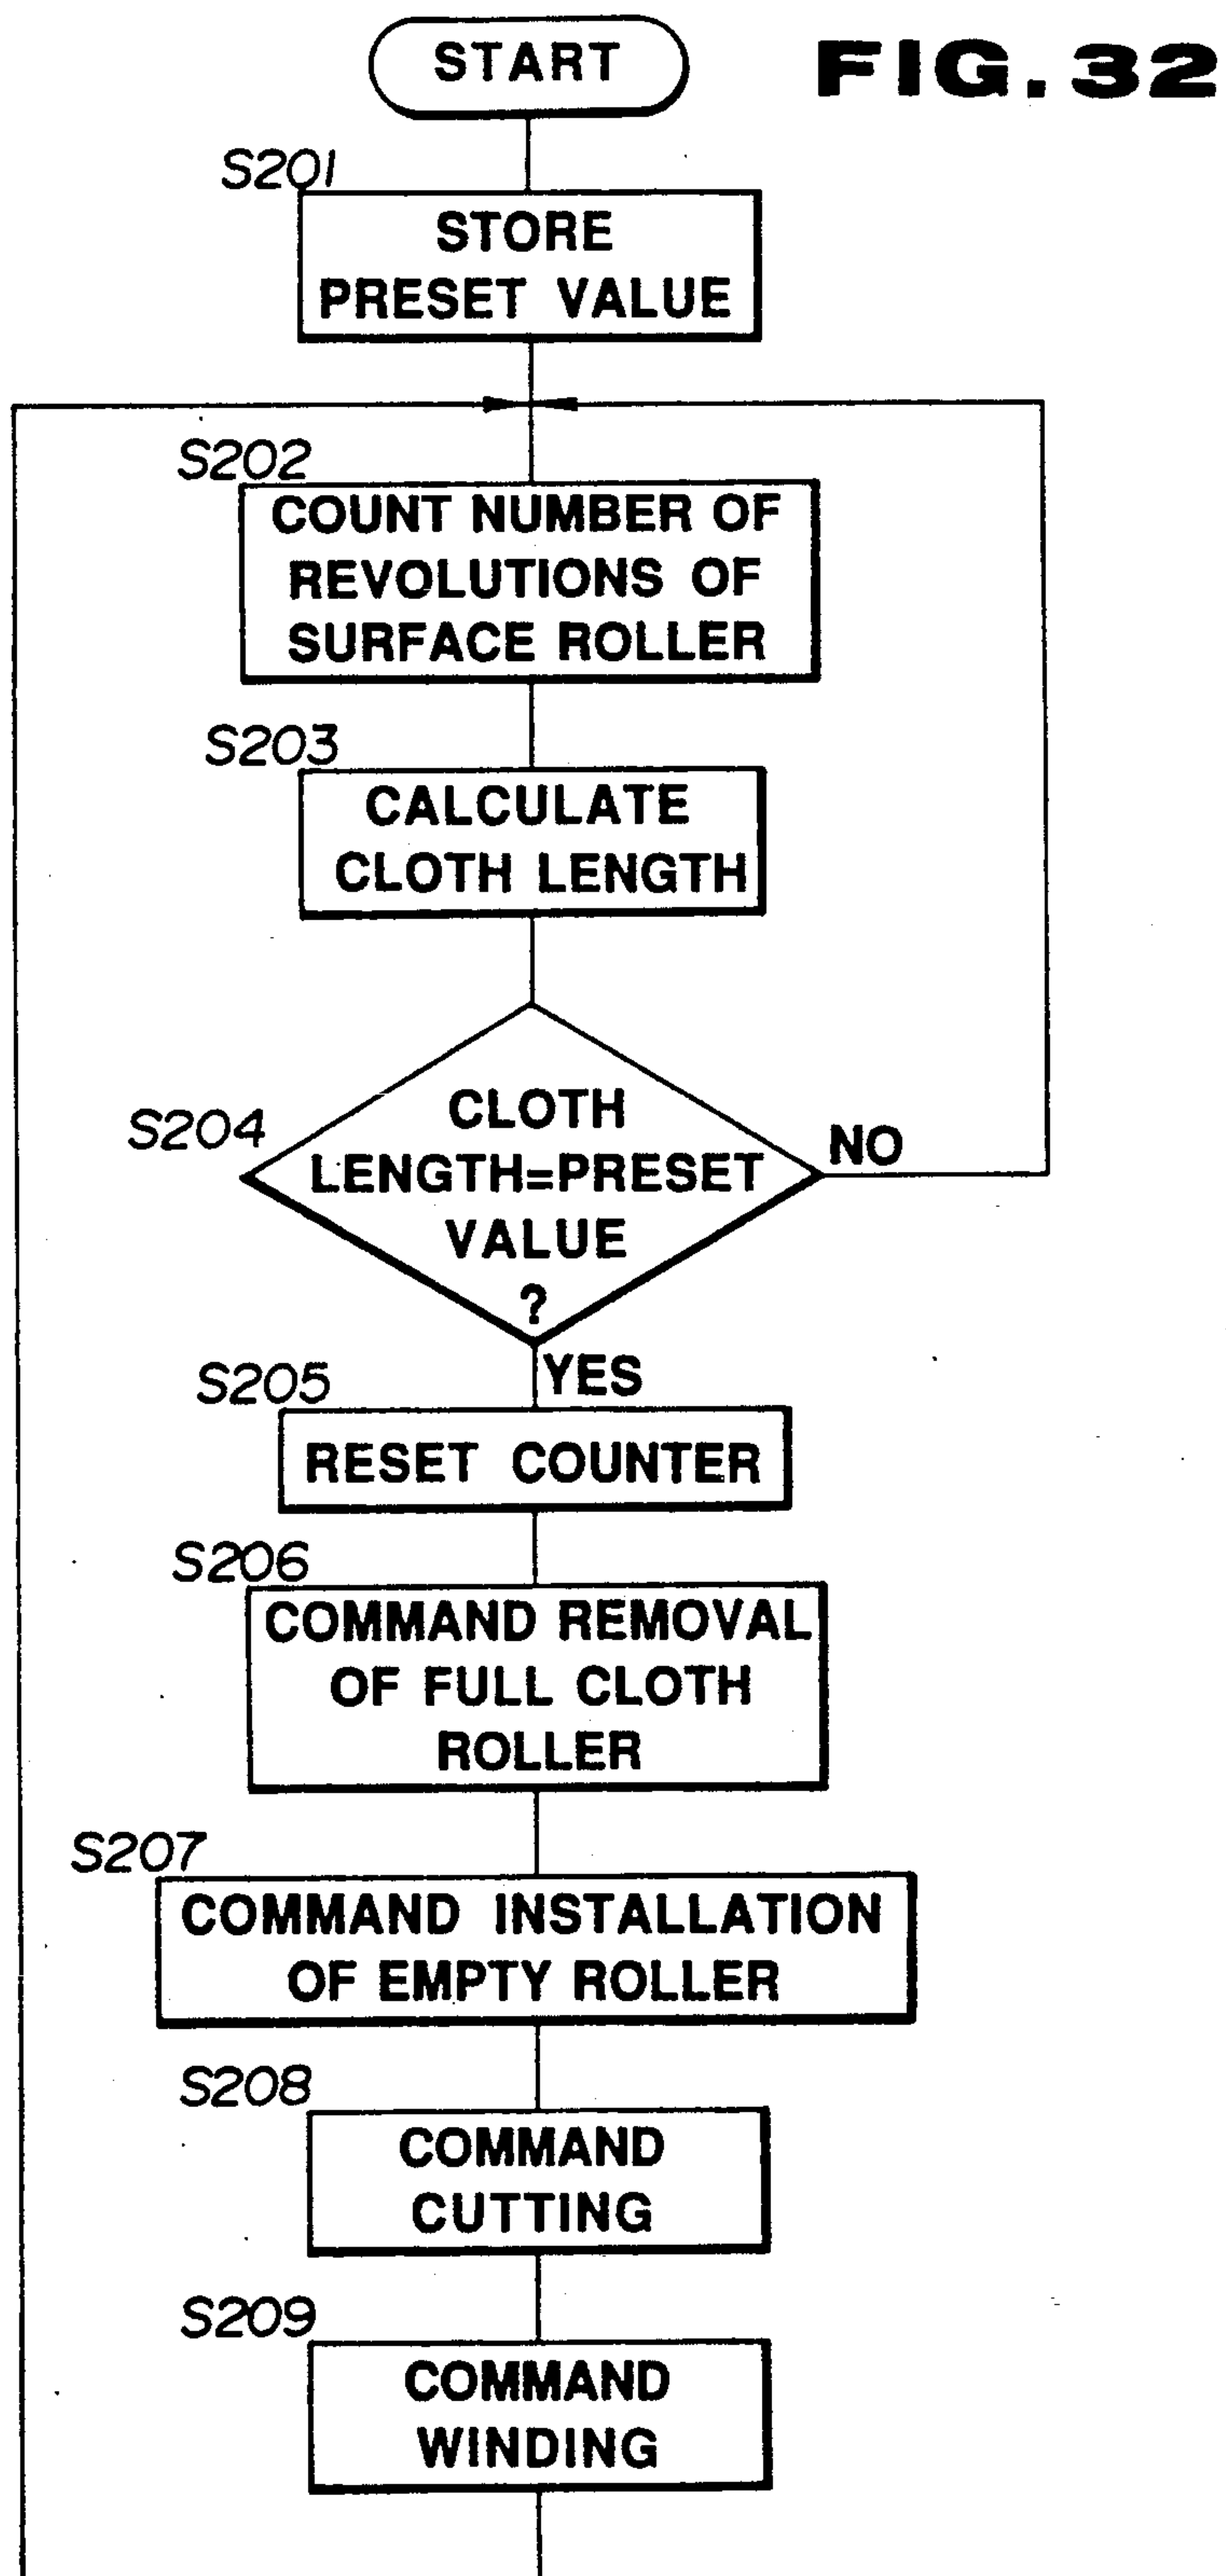 START
FIG. 32
S201
STORE
PRESET VALUE
S202
COUNT NUMBER OF
REVOLUTIONS OF
SURFACE ROLLER
S203
CALCULATE
CLOTH LENGTH
S204
CLOTH
LENGTH=PRESET
VALUE
?
NO
YES
S205
RESET COUNTER
S206
COMMAND REMOVAL
OF FULL CLOTH
ROLLER
S207
COMMAND INSTALLATION
OF EMPTY ROLLER
S208
COMMAND
CUTTING
S209
COMMAND
WINDING